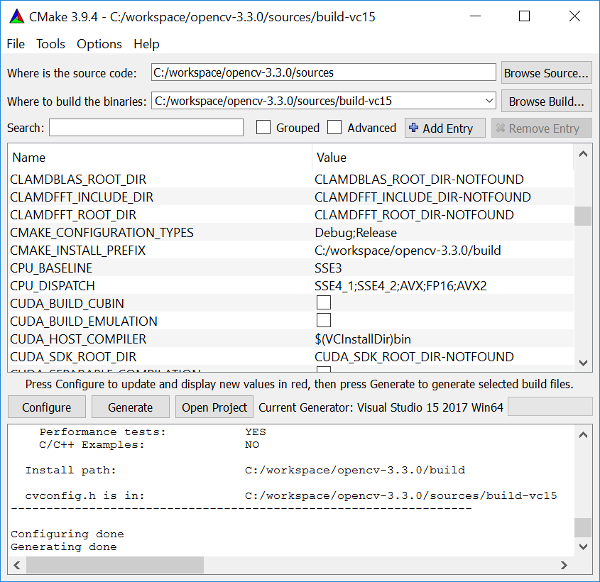 CMake 3.9.4 - C:/workspace/opencv-3.3.0/sources/build-vc15
File Tools Options Help
Where is the source code: C:/workspace/opencv-3.3.0/sources Browse Source...
Where to build the binaries: C:/workspace/opencv-3.3.0/sources/build-vc15 Browse Build...
Search: Grouped Advanced Add Entry Remove Entry
Name Value
CLAMDBLAS_ROOT_DIR CLAMDBLAS_ROOT_DIR-NOTFOUND
CLAMDFFT_INCLUDE_DIR CLAMDFFT_INCLUDE_DIR-NOTFOUND
CLAMDFFT_ROOT_DIR CLAMDFFT_ROOT_DIR-NOTFOUND
CMAKE_CONFIGURATION_TYPES Debug;Release
CMAKE_INSTALL_PREFIX C:/workspace/opencv-3.3.0/build
CPU_BASELINE SSE3
CPU_DISPATCH SSE4_1;SSE4_2;AVX;FP16;AVX2
CUDA_BUILD_CUBIN
CUDA_BUILD_EMULATION
CUDA_HOST_COMPILER $(VCInstallDir)bin
CUDA_SDK_ROOT_DIR CUDA_SDK_ROOT_DIR-NOTFOUND
CUDA_SEPARABLE_COMPILATION
Press Configure to update and display new values in red, then press Generate to generate selected build files.
Configure Generate Open Project Current Generator: Visual Studio 15 2017 Win64
Performance tests: YES
C/C++ Examples: NO
Install path: C:/workspace/opencv-3.3.0/build
cvconfig.h is in: C:/workspace/opencv-3.3.0/sources/build-vc15
-----------------------------------------------------------------
Configuring done
Generating done